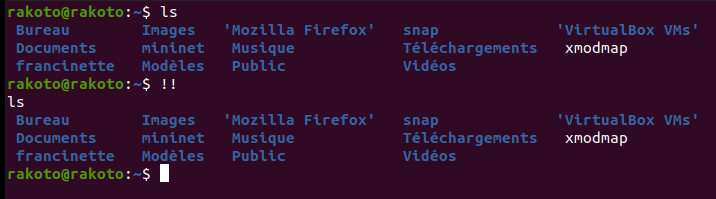 rakoto@rakoto:~$ ls
Bureau Images 'Mozilla Firefox' snap 'VirtualBox VMs'
Documents mininet Musique Téléchargements xmodmap
francinette Modèles Public Vidéos
rakoto@rakoto:~$ !!
ls
Bureau Images 'Mozilla Firefox' snap 'VirtualBox VMs'
Documents mininet Musique Téléchargements xmodmap
francinette Modèles Public Vidéos
rakoto@rakoto:~$